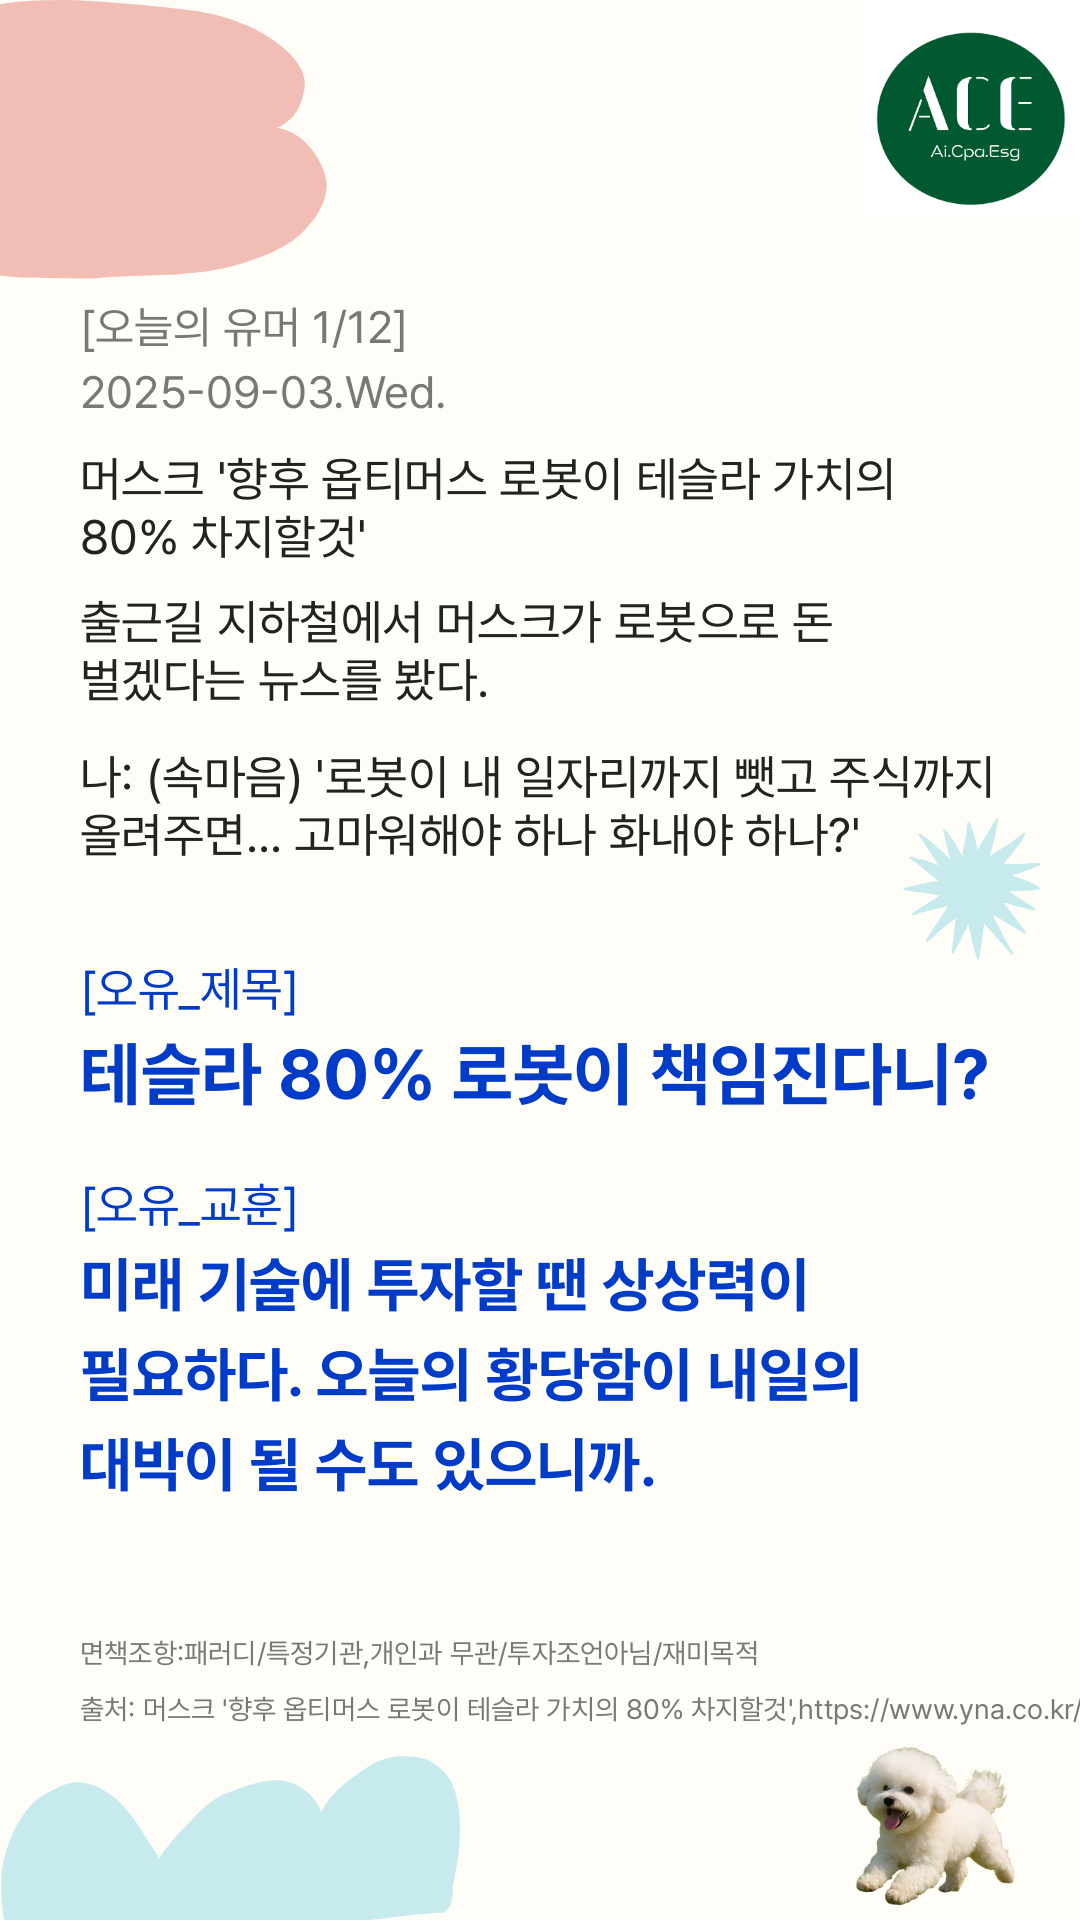 ACE
Ai.Cpa.Esg
[오늘의 유머 1/12]
2025-09-03.Wed.
머스크 '향후 옵티머스 로봇이 테슬라 가치의
80% 차지할것'
출근길 지하철에서 머스크가 로봇으로 돈
벌겠다는 뉴스를 봤다.
나: (속마음) '로봇이 내 일자리까지 뺏고 주식까지
올려주면... 고마워해야 하나 화내야 하나?'
[오유_제목]
테슬라 80% 로봇이 책임진다니?
[오유_교훈]
미래 기술에 투자할 땐 상상력이
필요하다. 오늘의 황당함이 내일의
대박이 될 수도 있으니까.
면책조항:패러디/특정기관,개인과 무관/투자조언아님/재미목적
출처: 머스크 '향후 옵티머스 로봇이 테슬라 가치의 80% 차지할것',https://www.yna.co.kr/